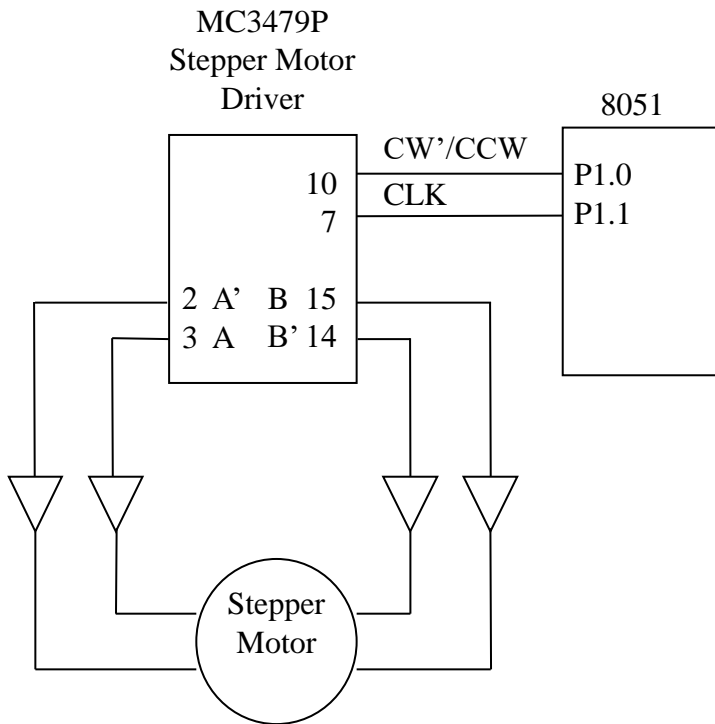 MC3479P
Stepper Motor
Driver
8051
CW’/CCW
10
P1.0
CLK
7
P1.1
2 A’ B 15
3 A B’ 14
Stepper
Motor